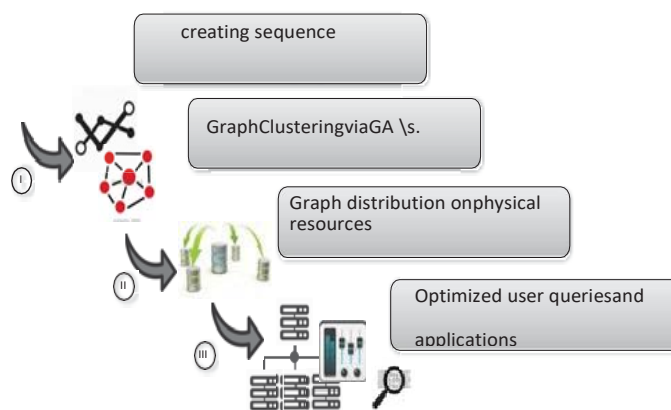 creating sequence
GraphClusteringviaGA \s.
I
Graph distribution onphysical
resources
II
Optimized user queriesand
applications
III